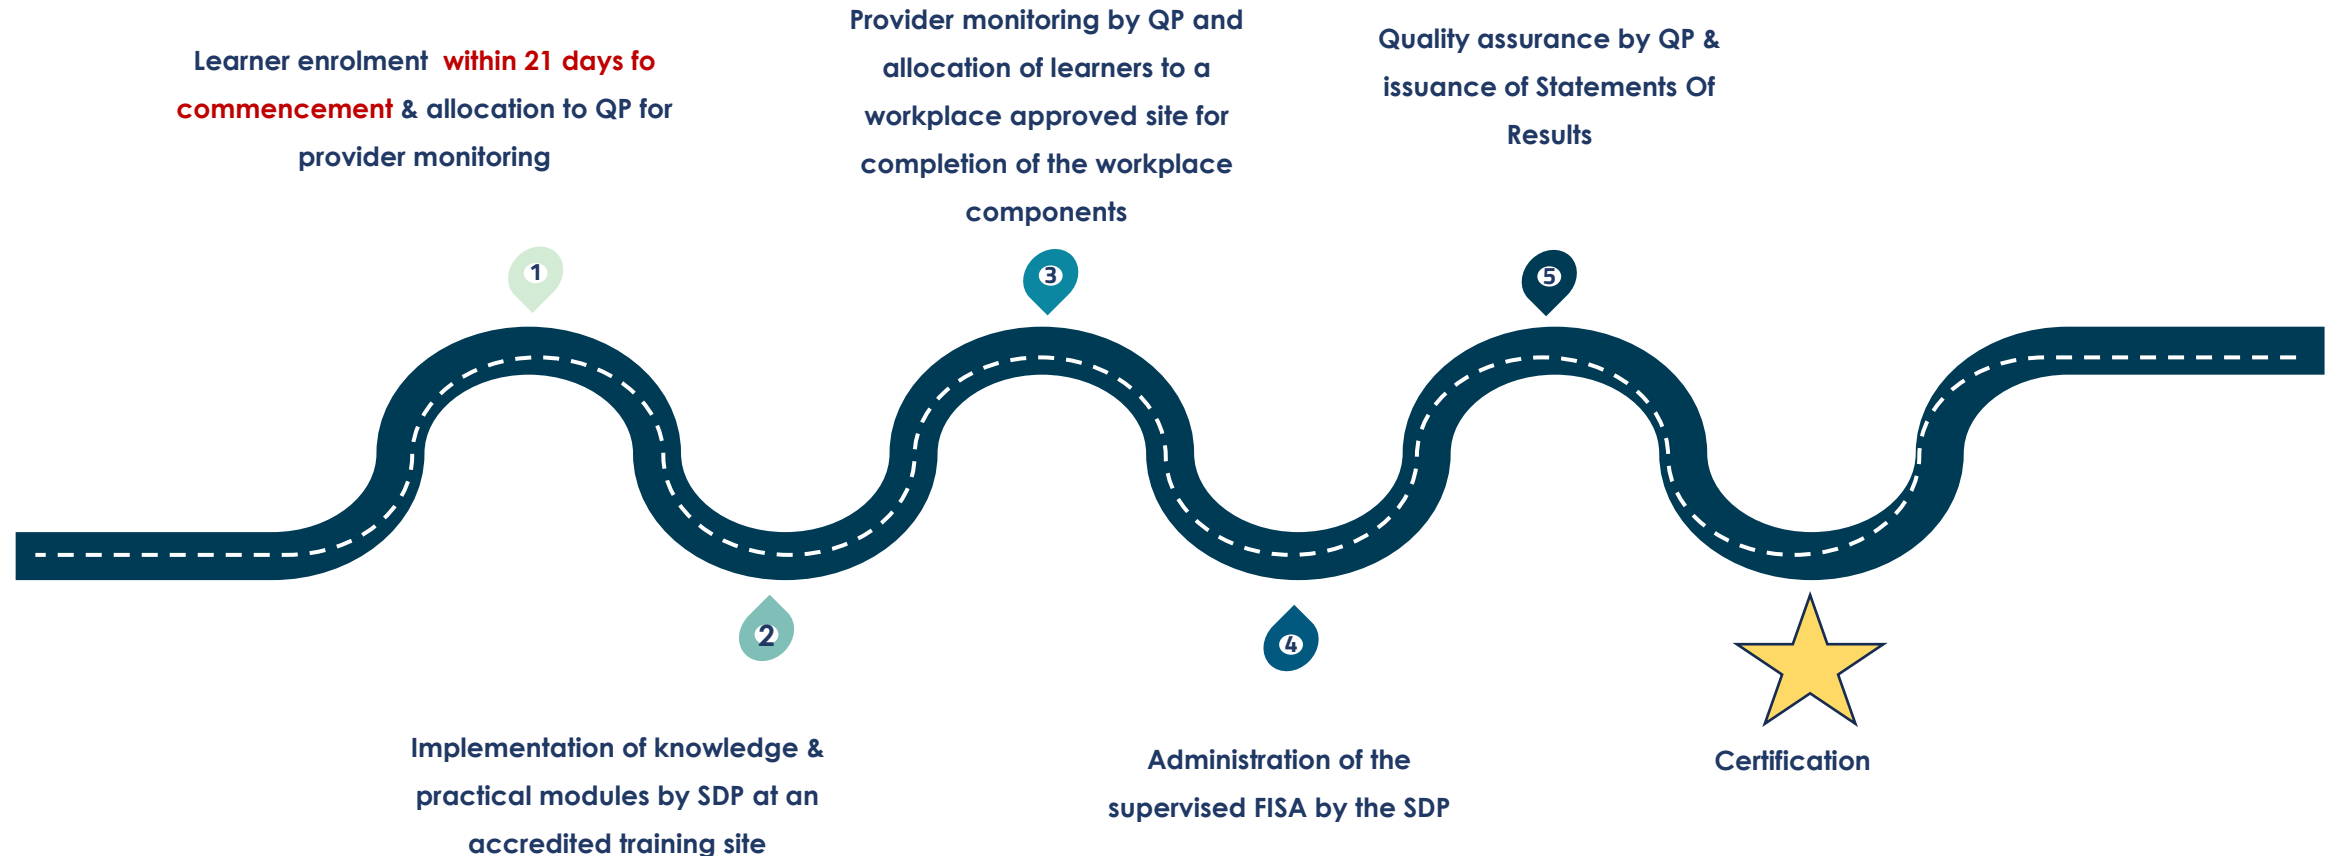 Learner enrolment within 21 days fo
commencement & allocation to QP for
provider monitoring
1
Implementation of knowledge &
practical modules by SDP at an
accredited training site
2
Provider monitoring by QP and
allocation of learners to a
workplace approved site for
completion of the workplace
components
3
Administration of the
supervised FISA by the SDP
4
Quality assurance by QP &
issuance of Statements Of
Results
5
Certification